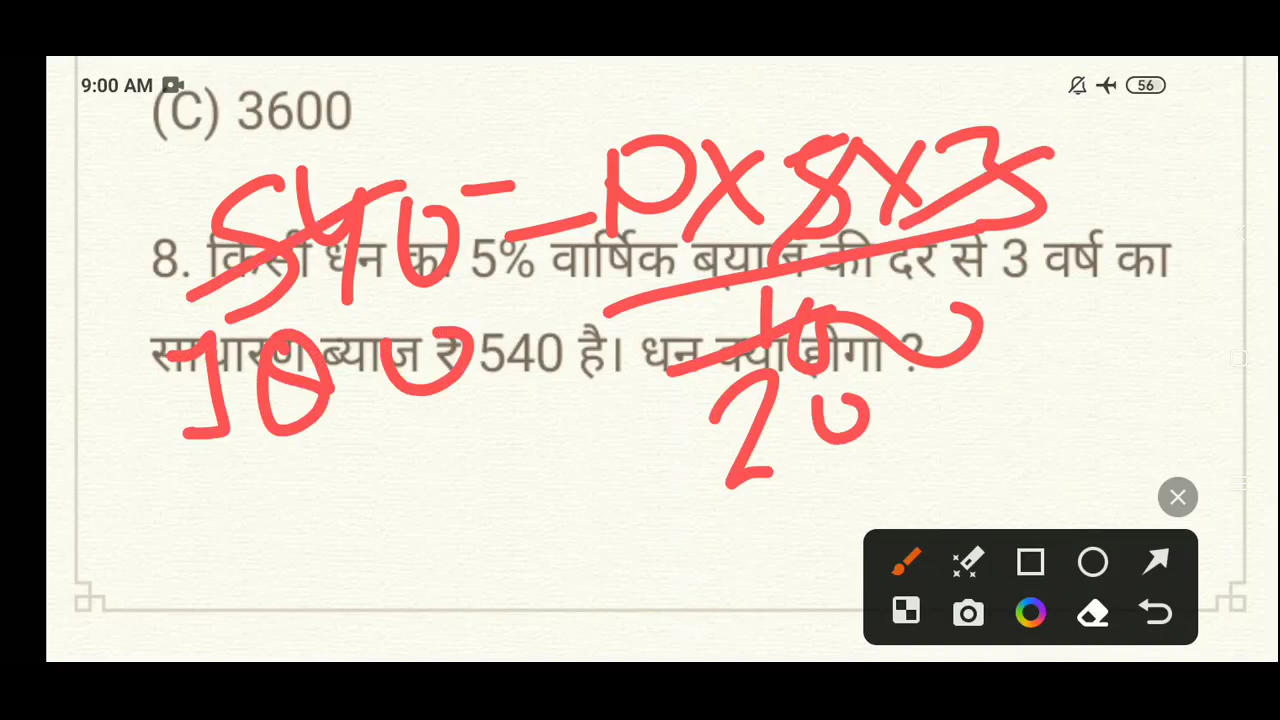 9:00 AM 56
(C) 3600
540 = P×5×3
8. किसी धन का 5% वार्षिक ब्याज की दर से 3 वर्ष का
साधारण ब्याज ₹ 540 है। धन क्या होगा ?
180 100
20